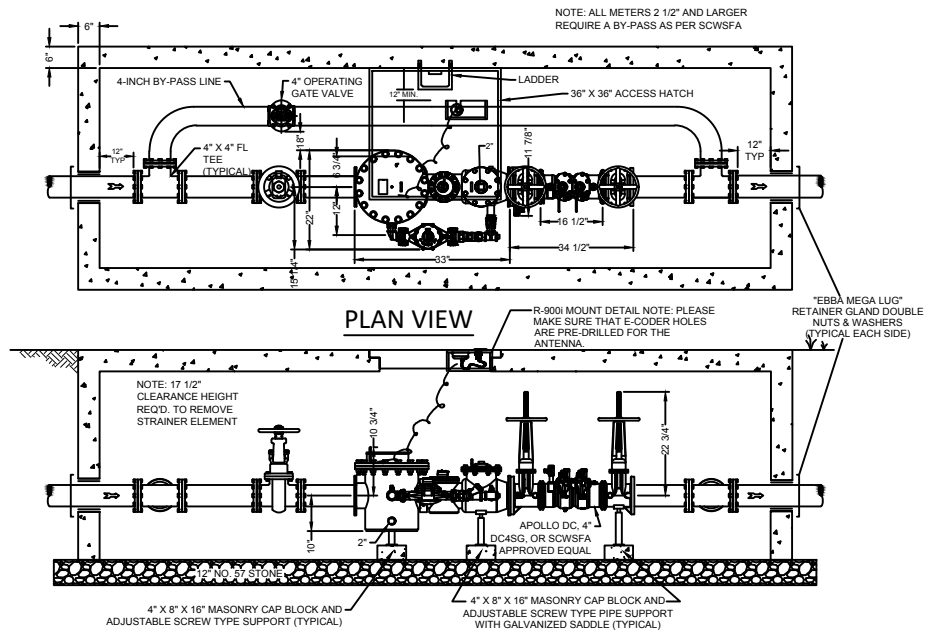 NOTE: ALL METERS 2 1/2" AND LARGER
REQUIRE A BY-PASS AS PER SCWSFA
6"
6"
4-INCH BY-PASS LINE
4" OPERATING
GATE VALVE
12" MIN.
LADDER
36" X 36" ACCESS HATCH
12"
TYP
4" X 4" FL
TEE
(TYPICAL)
18"
6 3/4"
2"
11 7/8"
12"
TYP
22"
12"
15 1/4"
16 1/2"
33"
34 1/2"
PLAN VIEW
R-900i MOUNT DETAIL NOTE: PLEASE
MAKE SURE THAT E-CODER HOLES
ARE PRE-DRILLED FOR THE
ANTENNA.
"EBBA MEGA LUG"
RETAINER GLAND DOUBLE
NUTS & WASHERS
(TYPICAL EACH SIDE)
NOTE: 17 1/2"
CLEARANCE HEIGHT
REQ'D. TO REMOVE
STRAINER ELEMENT
10 3/4"
22 3/4"
10"
2"
APOLLO DC, 4"
DC4SG, OR SCWSFA
APPROVED EQUAL
12" NO. 57 STONE
4" X 8" X 16" MASONRY CAP BLOCK AND
ADJUSTABLE SCREW TYPE SUPPORT (TYPICAL)
4" X 8" X 16" MASONRY CAP BLOCK AND
ADJUSTABLE SCREW TYPE PIPE SUPPORT
WITH GALVANIZED SADDLE (TYPICAL)